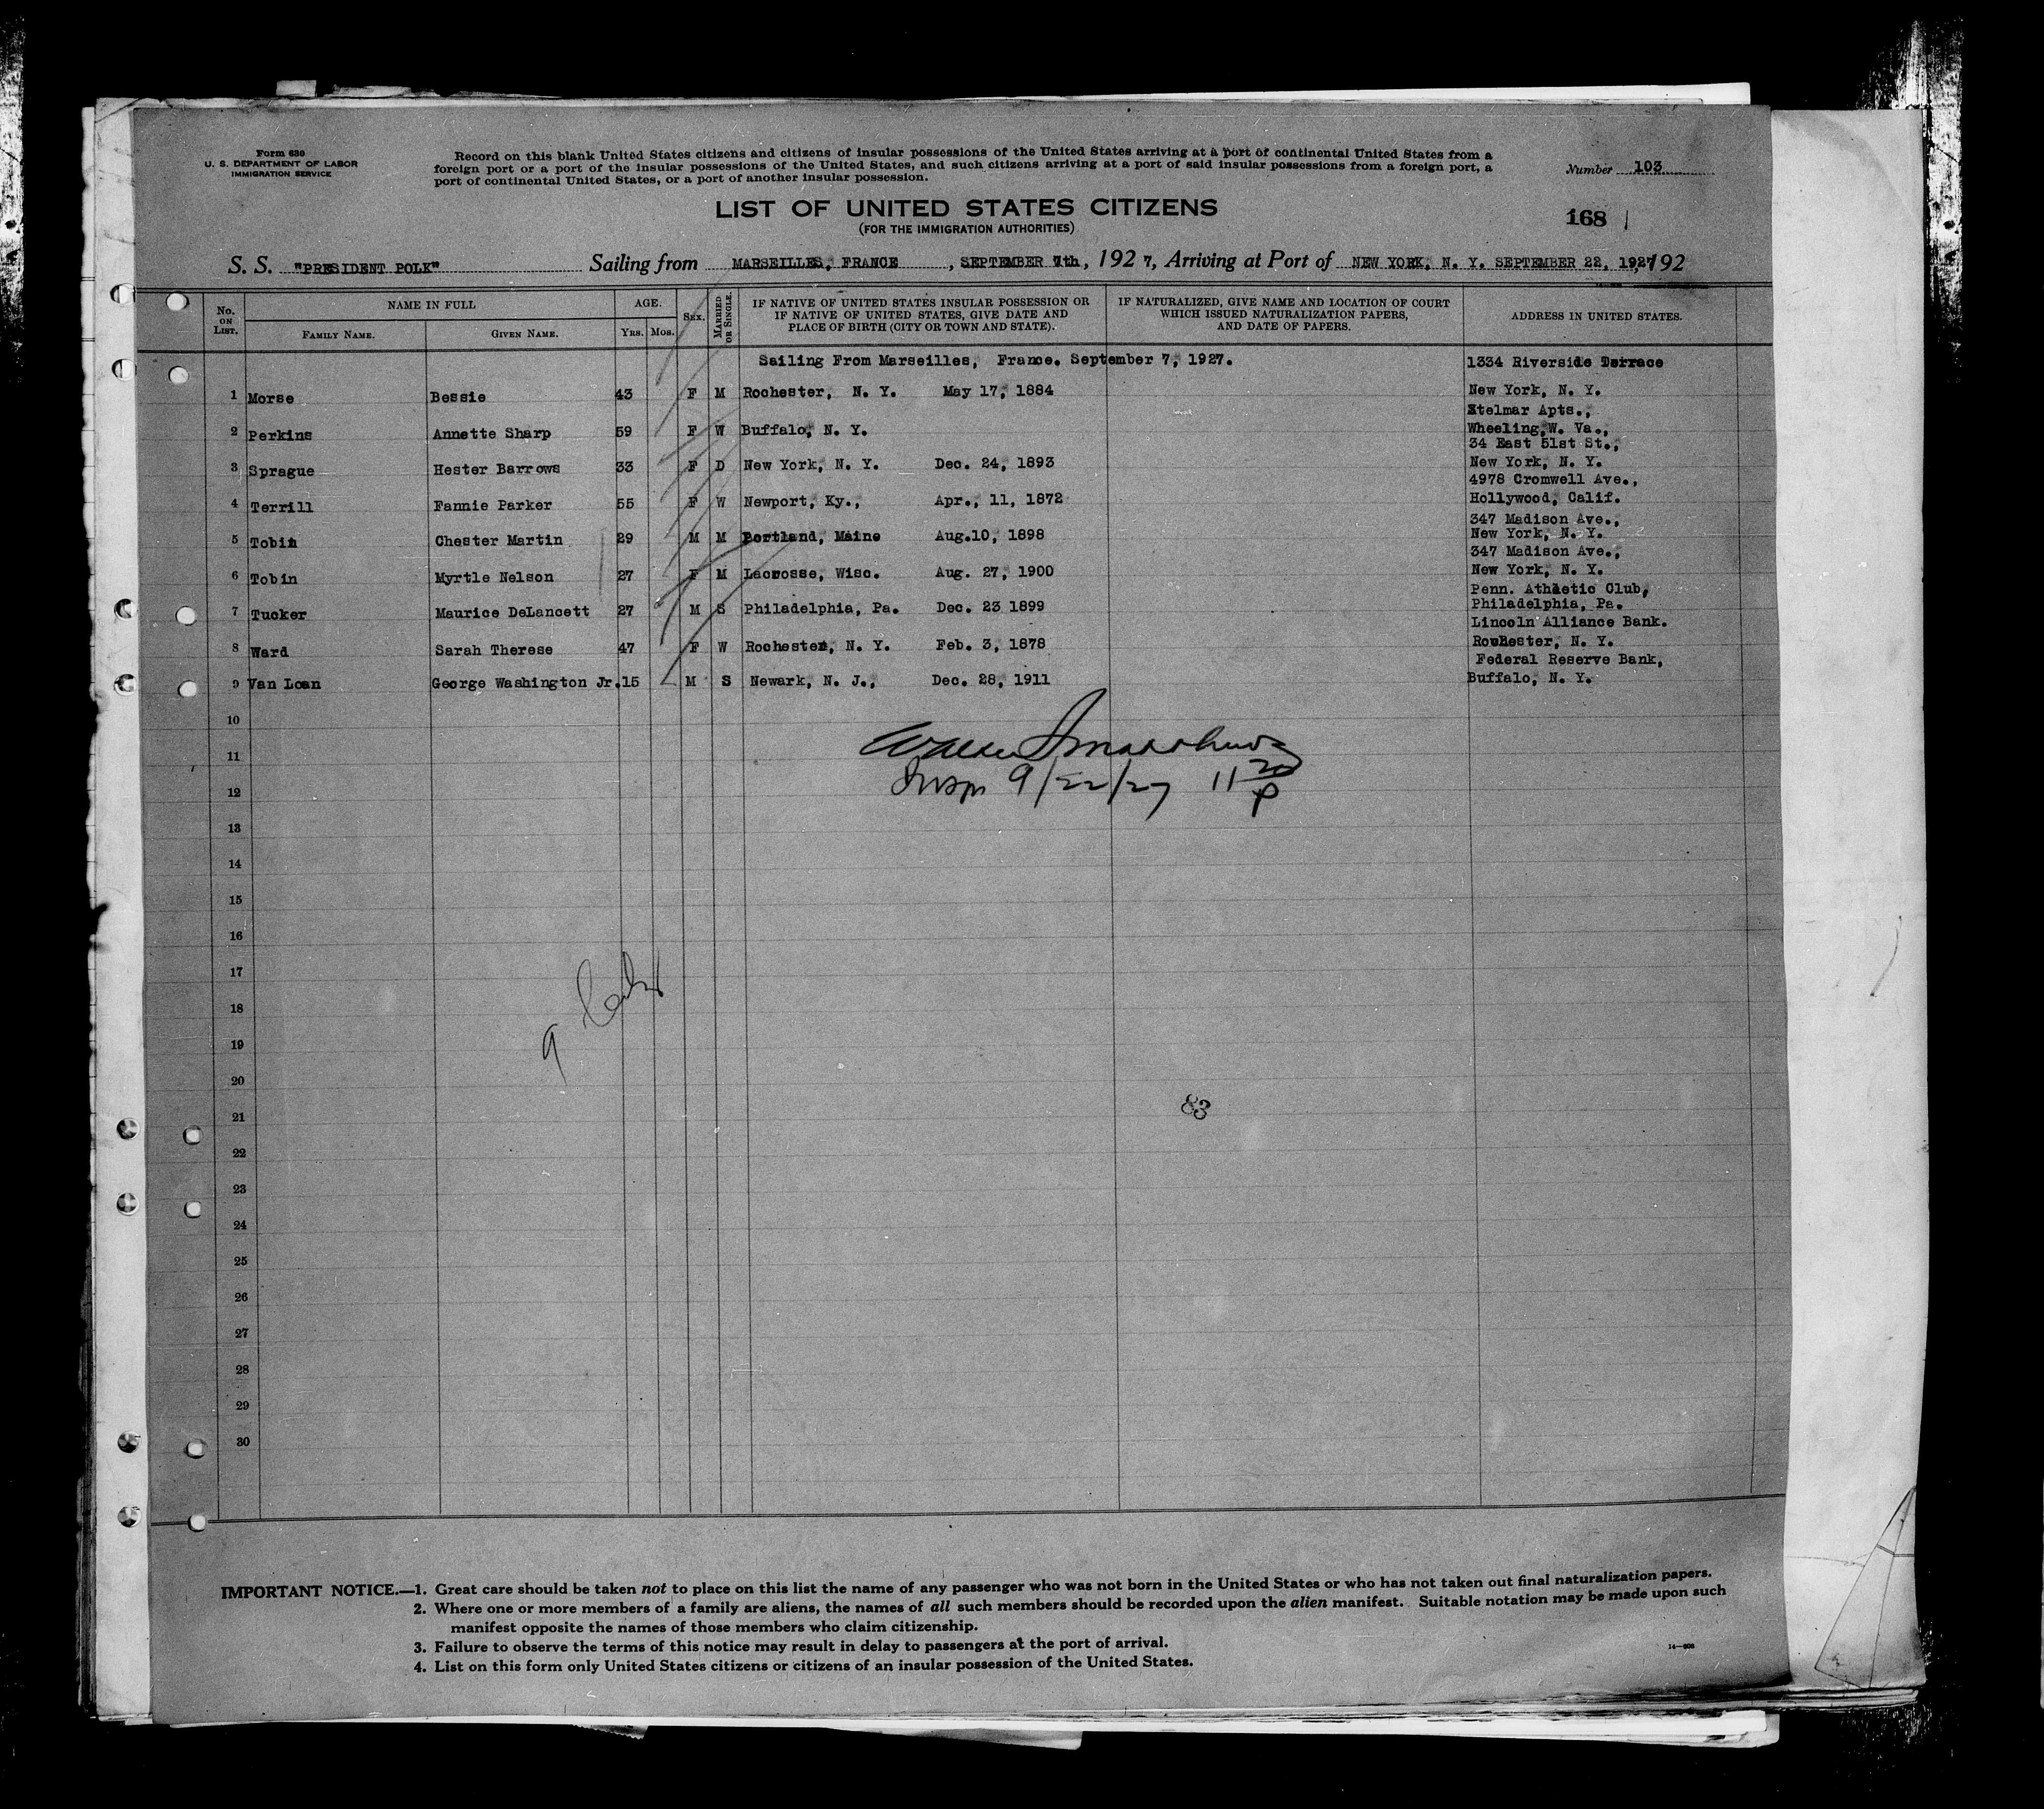 Form 630
U. S. DEPARTMENT OF LABOR
IMMIGRATION SERVICE
Record on this blank United States citizens and citizens of insular possessions of the United States arriving at a port of continental United States from a
foreign port or a port of the insular possessions of the United States, and such citizens arriving at a port of said insular possessions from a foreign port, a
port of continental United States, or a port of another insular possession.
Number 103
LIST OF UNITED STATES CITIZENS
(FOR THE IMMIGRATION AUTHORITIES)
168
S. S. "PRESIDENT POLK" Sailing from MARSEILLES, FRANCE, SEPTEMBER 7th, 1927, Arriving at Port of NEW YORK, N. Y. SEPTEMBER 22, 1927, 192
No. ON LIST. NAME IN FULL AGE. SEX. MARRIED OR SINGLE. IF NATIVE OF UNITED STATES INSULAR POSSESSION OR IF NATIVE OF UNITED STATES, GIVE DATE AND PLACE OF BIRTH (CITY OR TOWN AND STATE). IF NATURALIZED, GIVE NAME AND LOCATION OF COURT WHICH ISSUED NATURALIZATION PAPERS, AND DATE OF PAPERS. ADDRESS IN UNITED STATES.
FAMILY NAME. GIVEN NAME. YRS. MOS.
Sailing From Marseilles, France. September 7, 1927. 1334 Riverside Terrace
1 Morse Bessie 43 F M Rochester, N. Y. May 17, 1884 New York, N. Y.
Stelmar Apts.,
2 Perkins Annette Sharp 59 F W Buffalo, N. Y. Wheeling, W. Va.,
34 East 51st St.,
3 Sprague Hester Barrows 33 F D New York, N. Y. Dec. 24, 1893 New York, N. Y.
4978 Cromwell Ave.,
4 Terrill Fannie Parker 55 F W Newport, Ky., Apr., 11, 1872 Hollywood, Calif.
347 Madison Ave.,
5 Tobin Chester Martin 29 M M Portland, Maine Aug.10, 1898 New York, N. Y.
347 Madison Ave.,
6 Tobin Myrtle Nelson 27 F M Lacrosse, Wisc. Aug. 27, 1900 New York, N. Y.
Penn. Athletic Club,
7 Tucker Maurice DeLancett 27 M S Philadelphia, Pa. Dec. 23 1899 Philadelphia, Pa.
Lincoln Alliance Bank.
8 Ward Sarah Therese 47 F W Rochester, N. Y. Feb. 3, 1878 Rochester, N. Y.
Federal Reserve Bank,
9 Van Loan George Washington Jr. 15 M S Newark, N. J., Dec. 28, 1911 Buffalo, N. Y.
10
11
Insp 9/22/27 11 20 P
12
13
14
15
16
17
18
9
19
20
83
21
22
23
24
25
26
27
28
29
30
IMPORTANT NOTICE.—1. Great care should be taken not to place on this list the name of any passenger who was not born in the United States or who has not taken out final naturalization papers.
2. Where one or more members of a family are aliens, the names of all such members should be recorded upon the alien manifest. Suitable notation may be made upon such
manifest opposite the names of those members who claim citizenship.
3. Failure to observe the terms of this notice may result in delay to passengers at the port of arrival.
4. List on this form only United States citizens or citizens of an insular possession of the United States.
14—608